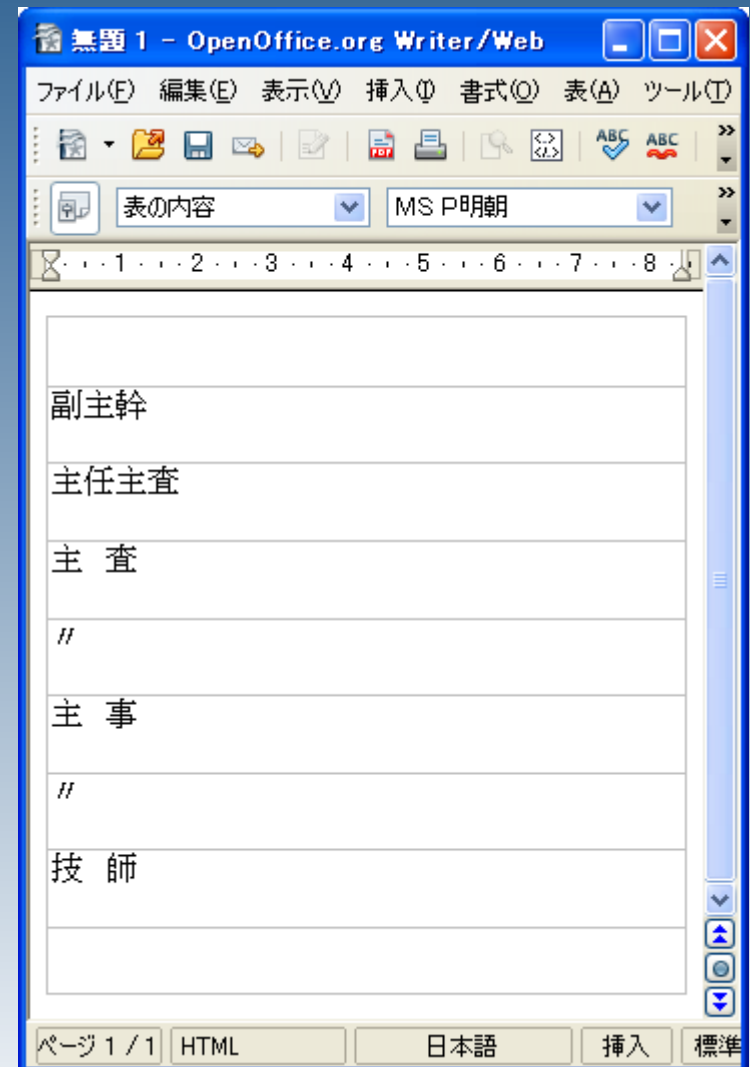 無題 1 - OpenOffice.org Writer/Web
ファイル(F) 編集(E) 表示(V) 挿入(I) 書式(O) 表(A) ツール(T)
PDF ABC ABC
表の内容 MS P明朝
1 2 3 4 5 6 7 8
副主幹
主任主査
主 査
〃
主 事
〃
技 師
ページ 1 / 1 HTML 日本語 挿入 標準